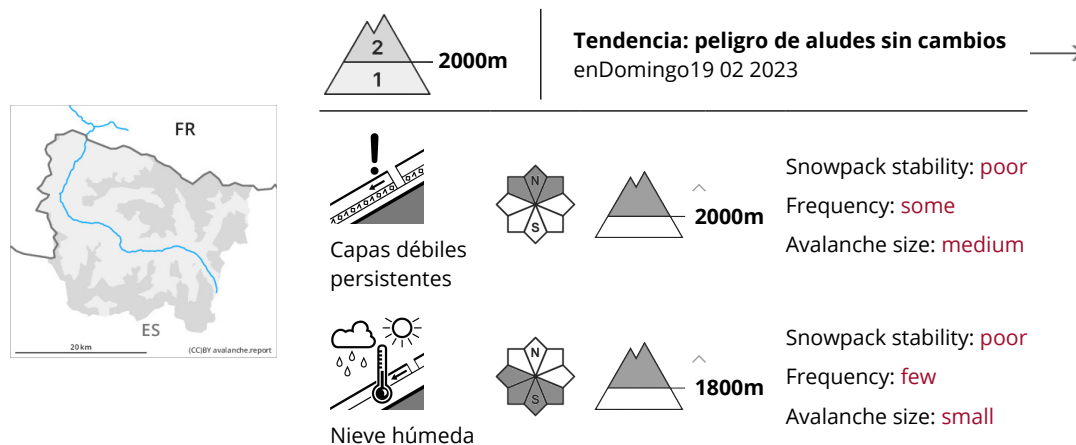 2
1
2000m
Tendencia: peligro de aludes sin cambios
enDomingo19 02 2023
FR
ES
20 km
(CC)BY avalanche.report
N
S
2000m
Snowpack stability: poor
Frequency: some
Avalanche size: medium
Capas débiles
persistentes
N
S
1800m
Snowpack stability: poor
Frequency: few
Avalanche size: small
Nieve húmeda